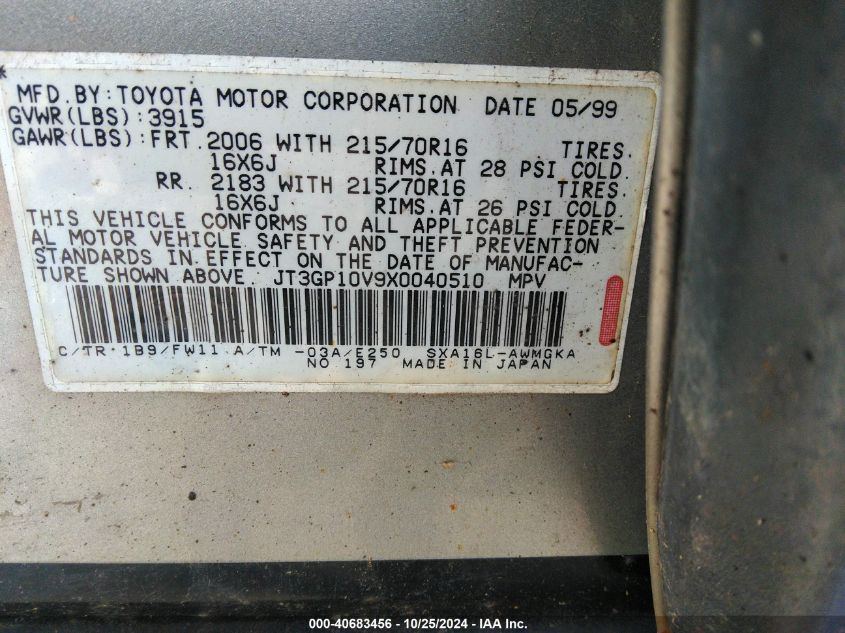 MFD.BY:TOYOTA MOTOR CORPORATION DATE 05/99
GVWR(LBS):3915
GAWR(LBS):FRT.2006 WITH 215/70R16 TIRES.
16X6J RIMS.AT 28 PSI COLD.
RR. 2183 WITH 215/70R16 TIRES.
16X6J RIMS.AT 26 PSI COLD.
THIS VEHICLE CONFORMS TO ALL APPLICABLE FEDER-
AL MOTOR VEHICLE SAFETY AND THEFT PREVENTION
STANDARDS IN EFFECT ON THE DATE OF MANUFAC-
TURE SHOWN ABOVE. JT3GP10V9X0040510 MPV
C/TR:1B9/FW11 A/TM -03A/E250 SXA16L-AWMGKA
NO 197 MADE IN JAPAN
000-40683456 - 10/25/2024 - IAA Inc.